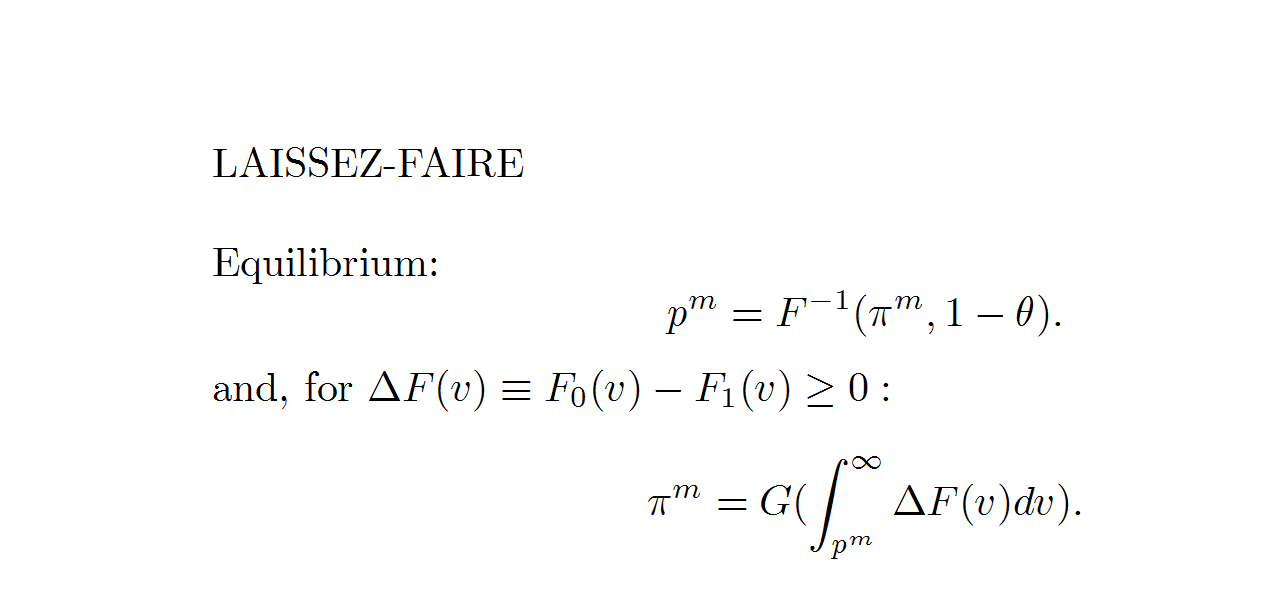 LAISSEZ-FAIRE
Equilibrium:
p^m = F^{-1}(π^m, 1 − θ).
and, for ΔF(v) ≡ F_0(v) − F_1(v) ≥ 0 :
π^m = G(∫_{p^m}^{∞} ΔF(v)dv).